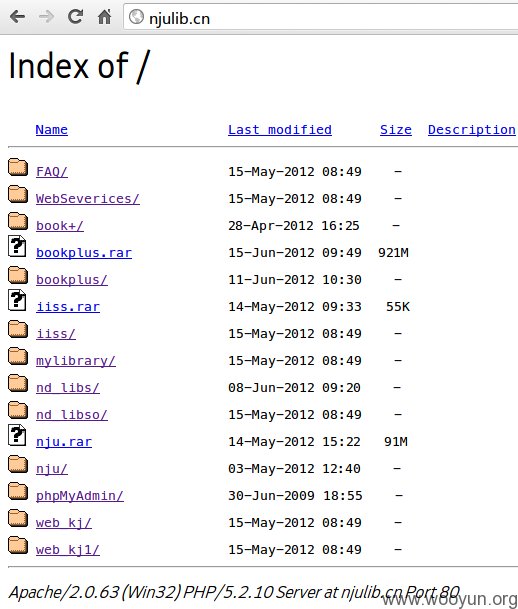 njulib.cn
Index of /
Name Last modified Size Description
FAQ/ 15-May-2012 08:49 -
WebSeverices/ 15-May-2012 08:49 -
book+/ 28-Apr-2012 16:25 -
bookplus.rar 15-Jun-2012 09:49 921M
bookplus/ 11-Jun-2012 10:30 -
iiss.rar 14-May-2012 09:33 55K
iiss/ 15-May-2012 08:49 -
mylibrary/ 15-May-2012 08:49 -
nd_libs/ 08-Jun-2012 09:20 -
nd_libso/ 15-May-2012 08:49 -
nju.rar 14-May-2012 15:22 91M
nju/ 03-May-2012 12:40 -
phpMyAdmin/ 30-Jun-2009 18:55 -
web_kj/ 15-May-2012 08:49 -
web_kj1/ 15-May-2012 08:49 -
Apache/2.0.63 (Win32) PHP/5.2.10 Server at njulib.cn Port 80
www.wooyun.org